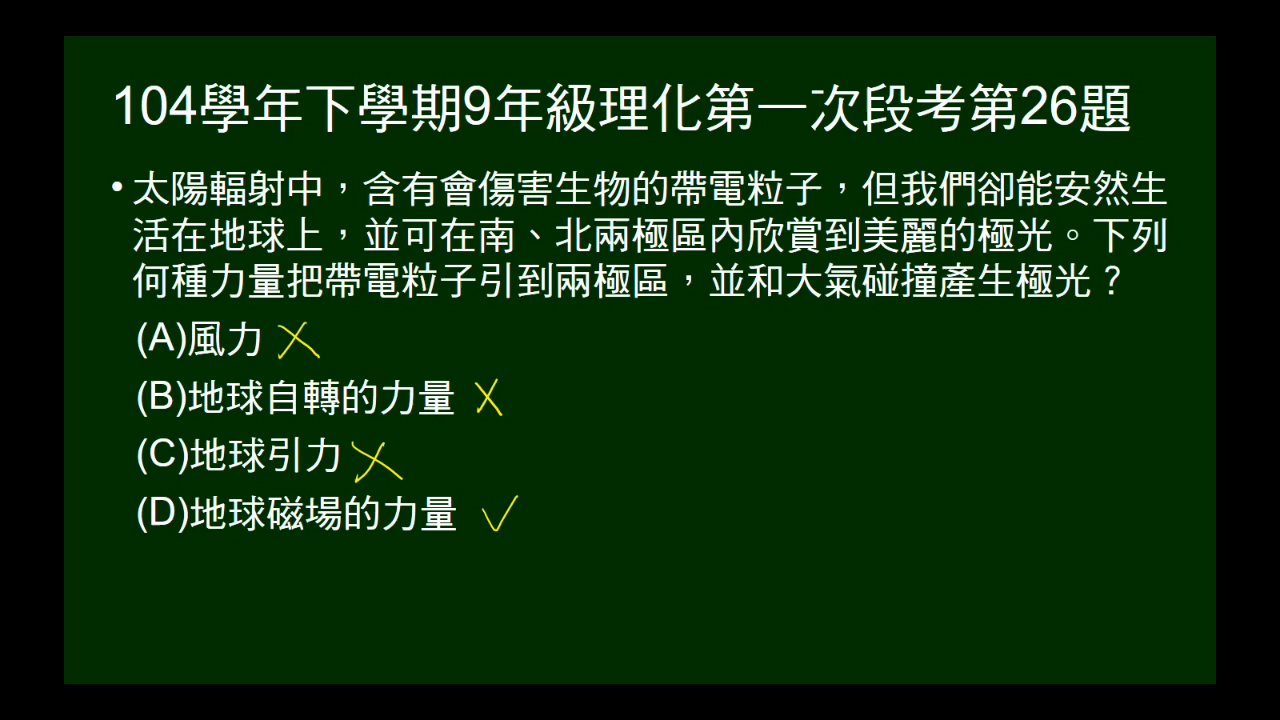 104學年下學期9年級理化第一次段考第26題
• 太陽輻射中，含有會傷害生物的帶電粒子，但我們卻能安然生
活在地球上，並可在南、北兩極區內欣賞到美麗的極光。下列
何種力量把帶電粒子引到兩極區，並和大氣碰撞產生極光？
(A)風力
(B)地球自轉的力量
(C)地球引力
(D)地球磁場的力量